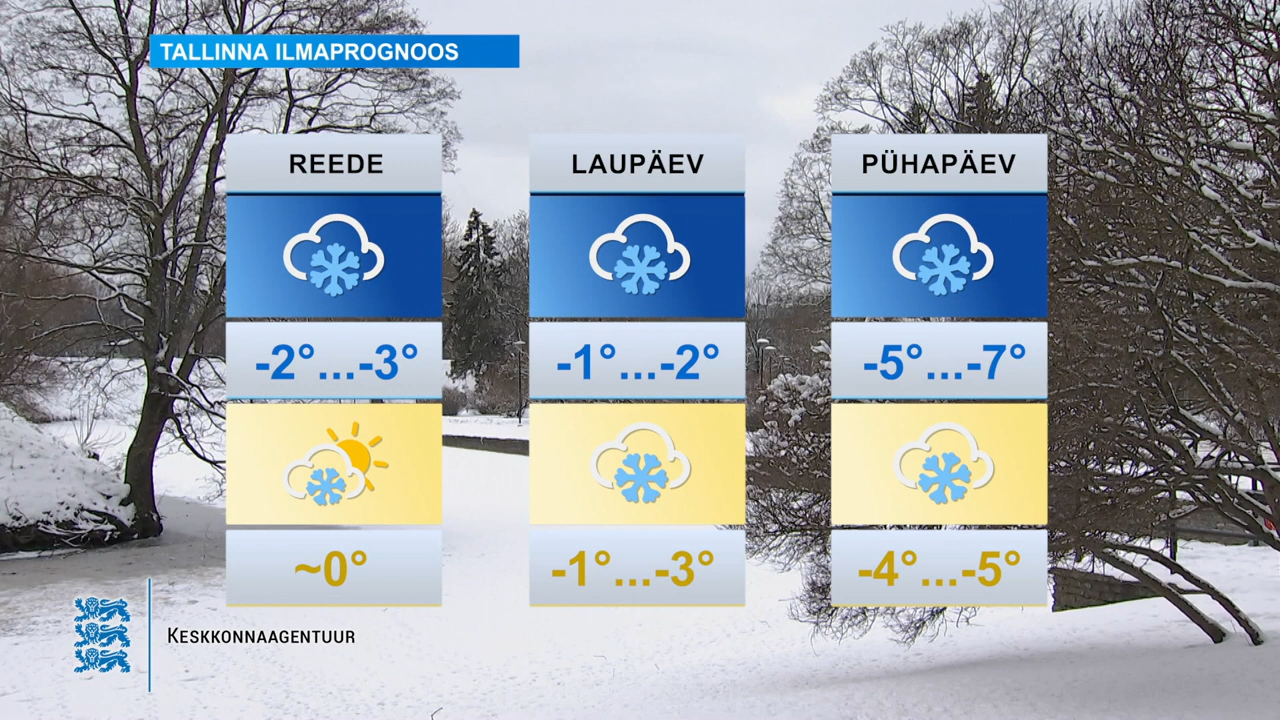 TALLINNA ILMAPROGNOOS
REEDE
-2°...-3°
~0°
LAUPÄEV
-1°...-2°
-1°...-3°
PÜHAPÄEV
-5°...-7°
-4°...-5°
KESKKONNAAGENTUUR